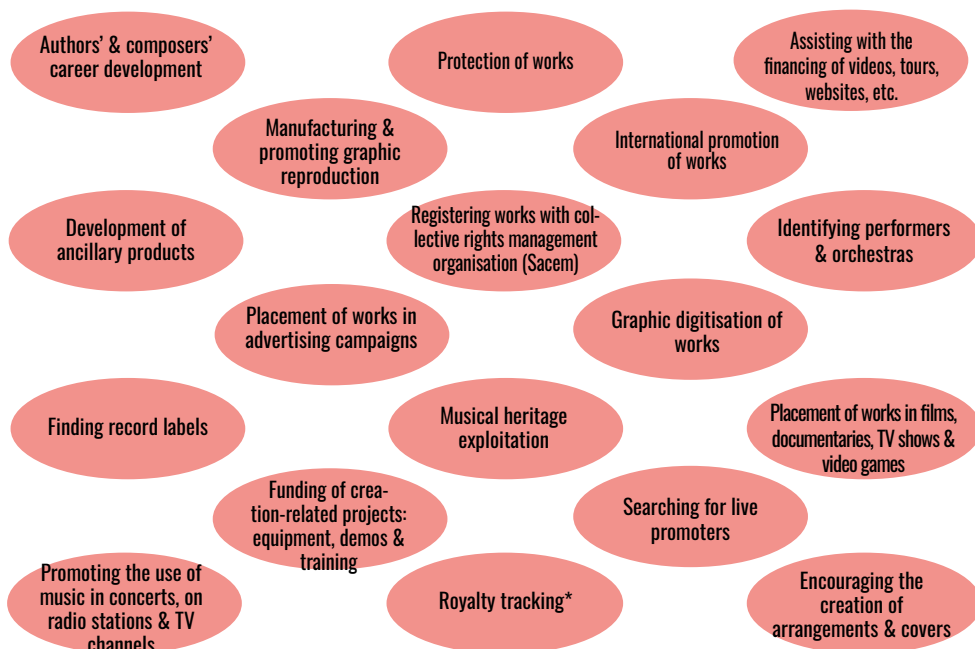 Authors’ & composers’
career development
Protection of works
Assisting with the
financing of videos, tours,
websites, etc.
Manufacturing &
promoting graphic
reproduction
International promotion
of works
Development of
ancillary products
Registering works with col-
lective rights management
organisation (Sacem)
Identifying performers
& orchestras
Placement of works in
advertising campaigns
Graphic digitisation of
works
Finding record labels
Musical heritage
exploitation
Placement of works in films,
documentaries, TV shows &
video games
Funding of crea-
tion-related projects:
equipment, demos &
training
Searching for live
promoters
Promoting the use of
music in concerts, on
radio stations & TV
channels
Royalty tracking*
Encouraging the
creation of
arrangements & covers